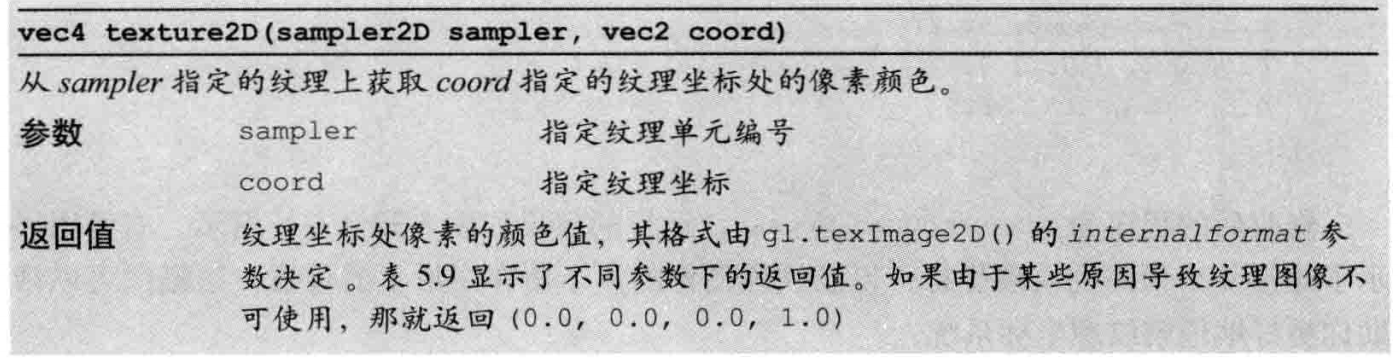 vec4 texture2D(sampler2D sampler, vec2 coord)
从 sampler 指定的纹理上获取 coord 指定的纹理坐标处的像素颜色。
参数 sampler 指定纹理单元编号
coord 指定纹理坐标
返回值 纹理坐标处像素的颜色值，其格式由 gl.texImage2D() 的 internalformat 参
数决定 。表 5.9 显示了不同参数下的返回值。如果由于某些原因导致纹理图像不
可使用，那就返回 (0.0, 0.0, 0.0, 1.0)